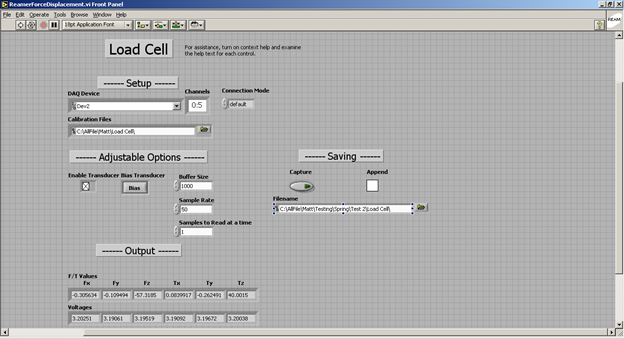 ReamerForceDisplacement.vi Front Panel
File Edit Operate Tools Browse Window Help
18pt Application Font
REAM
Load Cell
For assistance, turn on context help and examine
the help text for each control.
------ Setup ------
DAQ Device
Channels
Connection Mode
Dev2
0:5
default
Calibration Files
C:\AllFile\Matt\Load Cell\
------ Adjustable Options ------
------ Saving ------
Enable Transducer
Bias Transducer
Bias
Buffer Size
1000
Sample Rate
50
Samples to Read at a time
1
Capture
Append
Filename
C:\AllFile\Matt\Testing\Spring\Test 2\Load Cell\
------ Output ------
F/T Values
Fx Fy Fz Tx Ty Tz
-0.305634 -0.109494 -57.3185 0.0839917 -0.262491 40.0015
Voltages
3.20251 3.19061 3.19519 3.19092 3.19672 3.20038